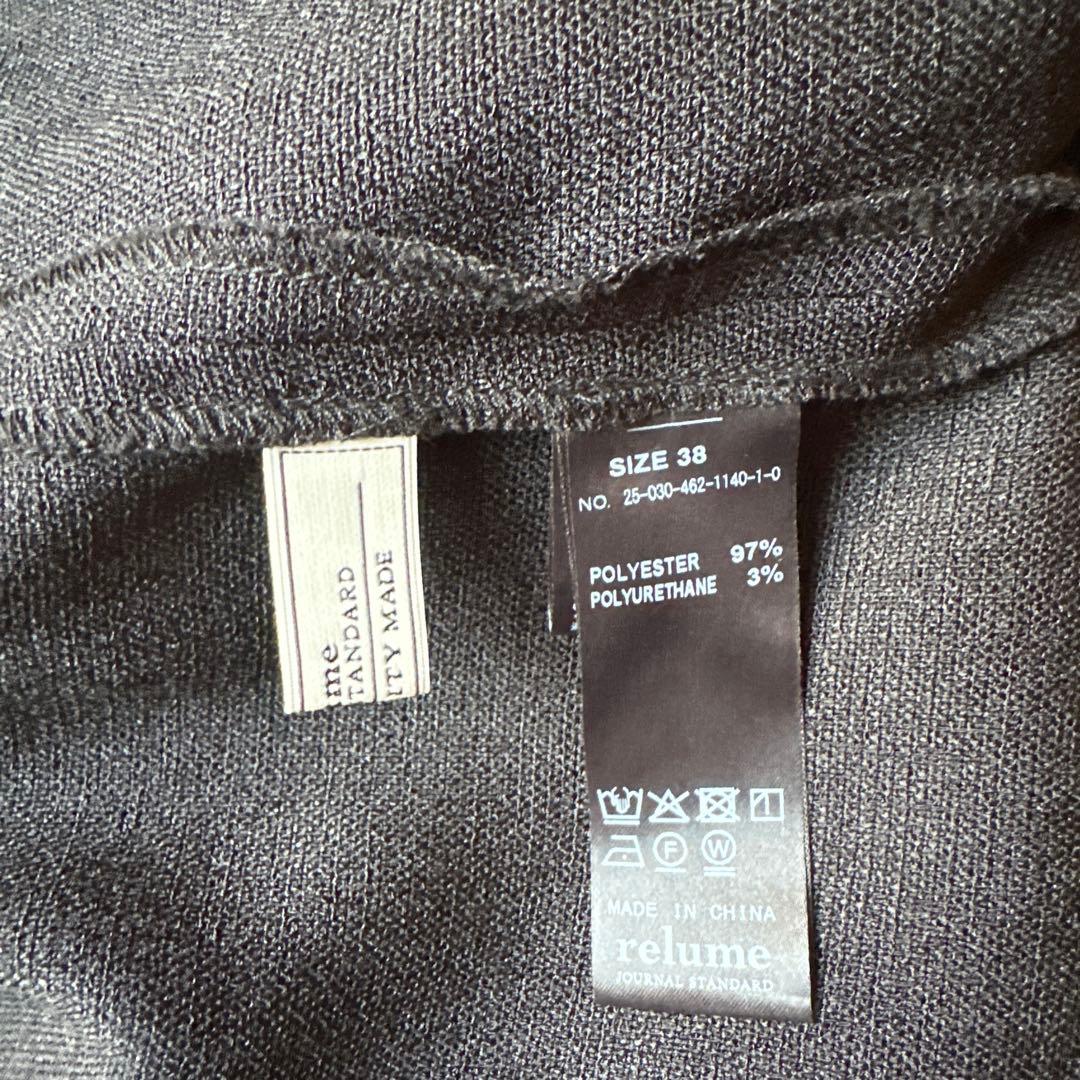 me
TANDARD
ITY MADE
SIZE 38
NO. 25-030-462-1140-1-0
POLYESTER 97%
POLYURETHANE 3%
F W
MADE IN CHINA
relume
JOURNAL STANDARD